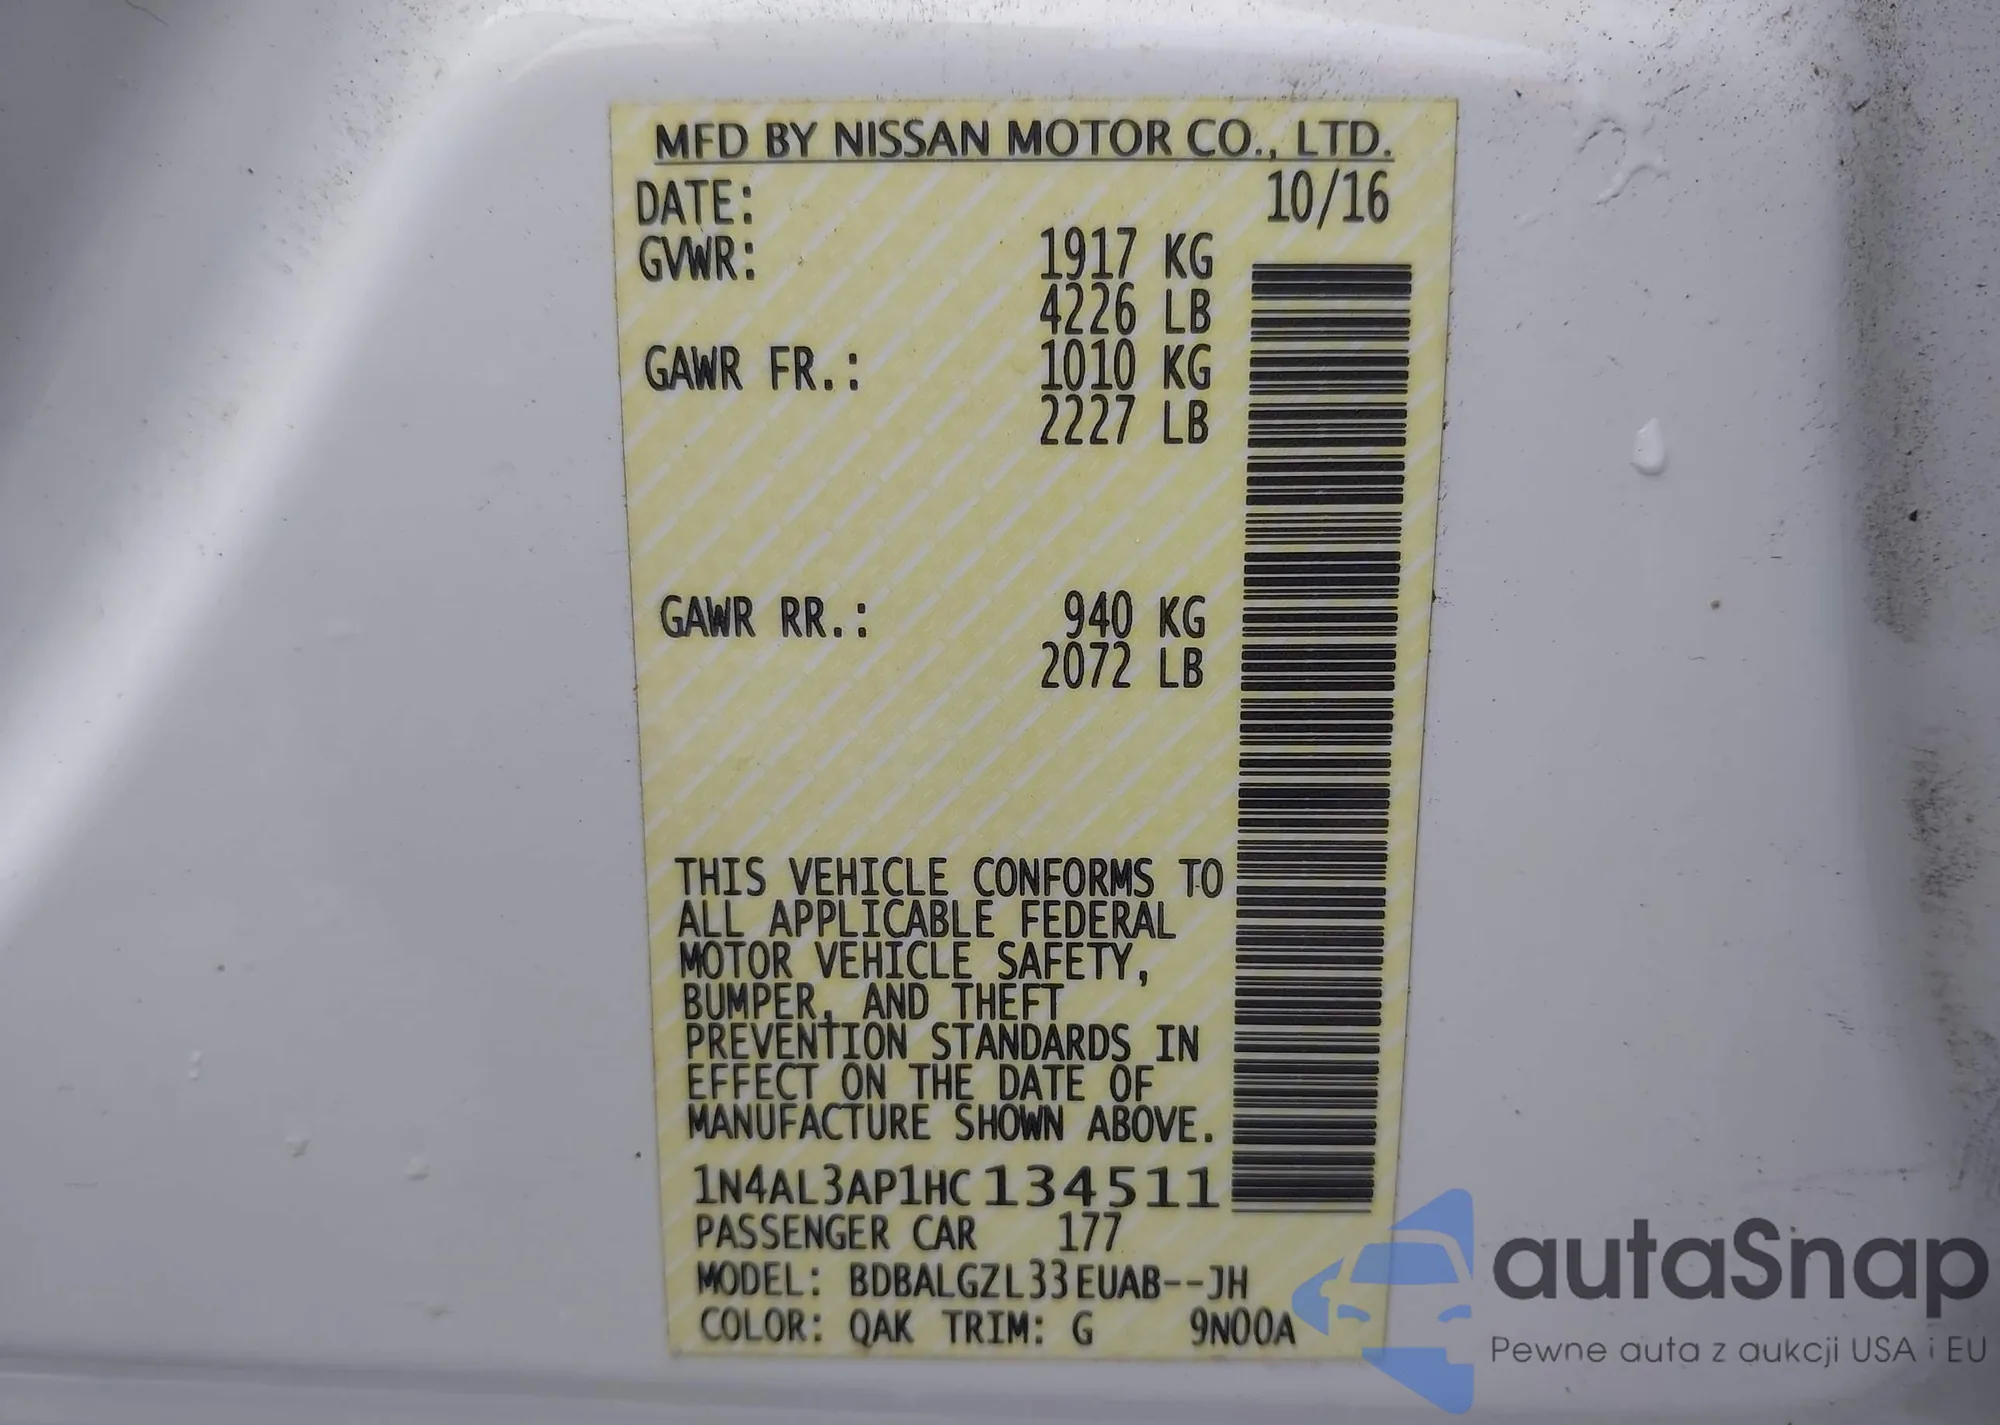 MFD BY NISSAN MOTOR CO., LTD.
DATE: 10/16
GVWR: 1917 KG
4226 LB
GAWR FR.: 1010 KG
2227 LB
GAWR RR.: 940 KG
2072 LB
THIS VEHICLE CONFORMS TO
ALL APPLICABLE FEDERAL
MOTOR VEHICLE SAFETY,
BUMPER, AND THEFT
PREVENTION STANDARDS IN
EFFECT ON THE DATE OF
MANUFACTURE SHOWN ABOVE.
1N4AL3AP1HC134511
PASSENGER CAR 177
MODEL: BDBALGZL33EUAB--JH
COLOR: QAK TRIM: G 9N00A
autaSnap
Pewne auta z aukcji USA i EU